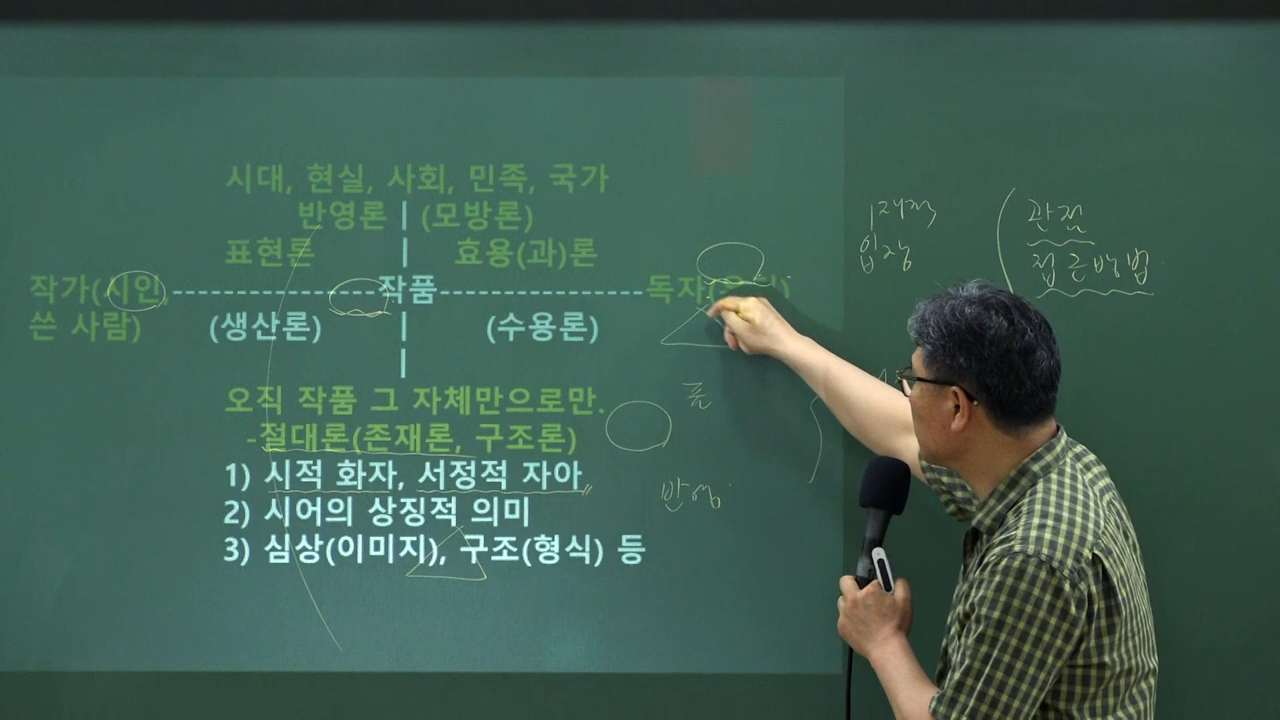 시대, 현실, 사회, 민족, 국가
반영론 | (모방론)
표현론 | 효용(과)론
작가(시인,----------------작품----------------독자
쓴 사람) (생산론) | (수용론)
|
오직 작품 그 자체만으로만.
-절대론(존재론, 구조론)
1) 시적 화자, 서정적 자아
2) 시어의 상징적 의미
3) 심상(이미지), 구조(형식) 등
입장
관점
접근방법
표
반영